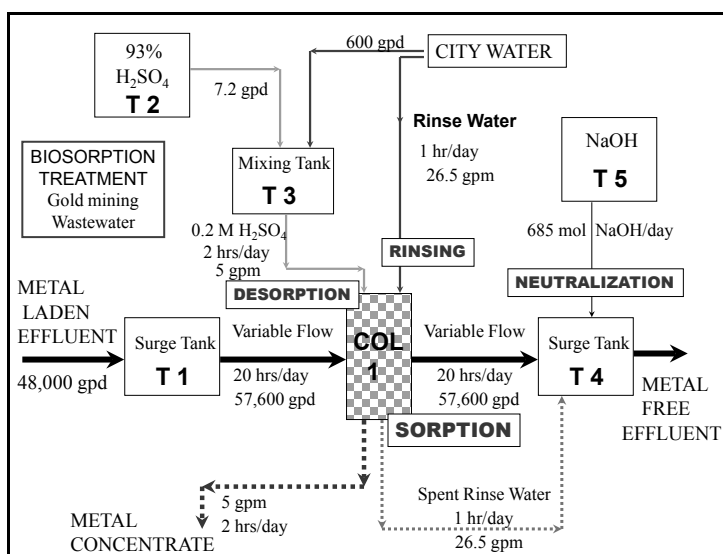 93%
H₂SO₄
T 2
7.2 gpd
600 gpd
CITY WATER
Rinse Water
1 hr/day
26.5 gpm
NaOH
T 5
BIOSORPTION
TREATMENT
Gold mining
Wastewater
Mixing Tank
T 3
0.2 M H₂SO₄
2 hrs/day
5 gpm
685 mol NaOH/day
RINSING
NEUTRALIZATION
DESORPTION
METAL
LADEN
EFFLUENT
48,000 gpd
Surge Tank
T 1
Variable Flow
20 hrs/day
57,600 gpd
COL
1
Variable Flow
20 hrs/day
57,600 gpd
Surge Tank
T 4
METAL
FREE
EFFLUENT
SORPTION
5 gpm
2 hrs/day
METAL
CONCENTRATE
Spent Rinse Water
1 hr/day
26.5 gpm